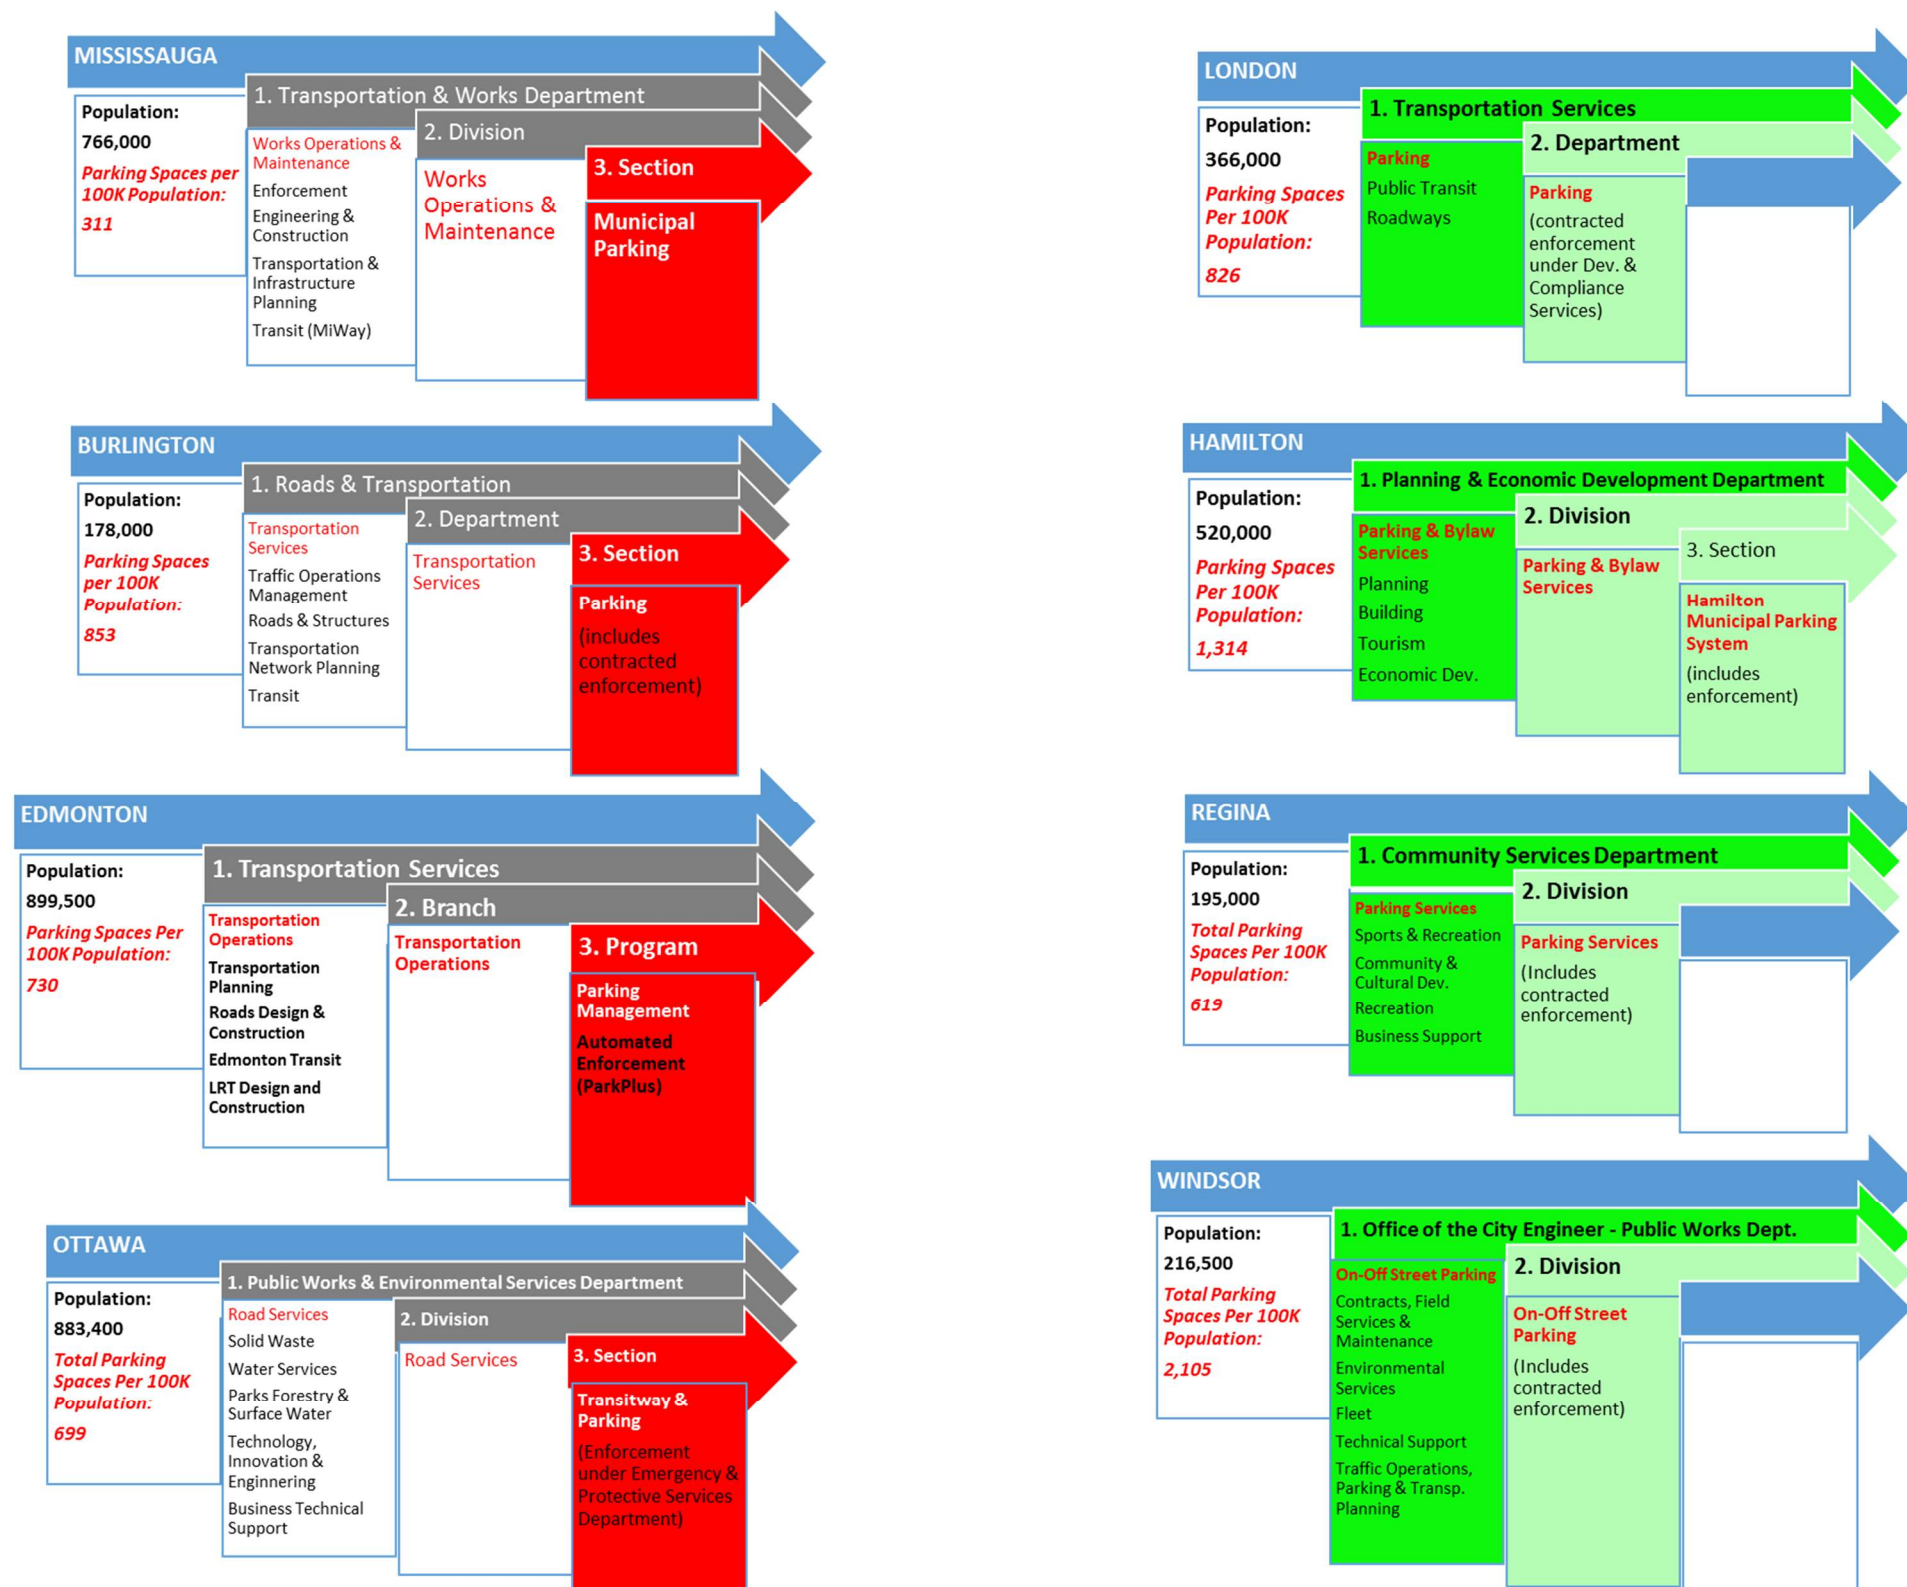 MISSISSAUGA
Population:
766,000
Parking Spaces per
100K Population:
311
1. Transportation & Works Department
Works Operations &
Maintenance
Enforcement
Engineering &
Construction
Transportation &
Infrastructure
Planning
Transit (MiWay)
2. Division
Works
Operations &
Maintenance
3. Section
Municipal
Parking
BURLINGTON
Population:
178,000
Parking Spaces
per 100K
Population:
853
1. Roads & Transportation
Transportation
Services
Traffic Operations
Management
Roads & Structures
Transportation
Network Planning
Transit
2. Department
Transportation
Services
3. Section
Parking
(includes
contracted
enforcement)
EDMONTON
Population:
899,500
Parking Spaces Per
100K Population:
730
1. Transportation Services
Transportation
Operations
Transportation
Planning
Roads Design &
Construction
Edmonton Transit
LRT Design and
Construction
2. Branch
Transportation
Operations
3. Program
Parking
Management
Automated
Enforcement
(ParkPlus)
OTTAWA
Population:
883,400
Total Parking
Spaces Per 100K
Population:
699
1. Public Works & Environmental Services Department
Road Services
Solid Waste
Water Services
Parks Forestry &
Surface Water
Technology,
Innovation &
Enginnering
Business Technical
Support
2. Division
Road Services
3. Section
Transitway &
Parking
(Enforcement
under Emergency &
Protective Services
Department)
LONDON
Population:
366,000
Parking Spaces
Per 100K
Population:
826
1. Transportation Services
Parking
Public Transit
Roadways
2. Department
Parking
(contracted
enforcement
under Dev. &
Compliance
Services)
HAMILTON
Population:
520,000
Parking Spaces
Per 100K
Population:
1,314
1. Planning & Economic Development Department
Parking & Bylaw
Services
Planning
Building
Tourism
Economic Dev.
2. Division
Parking & Bylaw
Services
3. Section
Hamilton
Municipal Parking
System
(includes
enforcement)
REGINA
Population:
195,000
Total Parking
Spaces Per 100K
Population:
619
1. Community Services Department
Parking Services
Sports & Recreation
Community &
Cultural Dev.
Recreation
Business Support
2. Division
Parking Services
(Includes
contracted
enforcement)
WINDSOR
Population:
216,500
Total Parking
Spaces Per 100K
Population:
2,105
1. Office of the City Engineer - Public Works Dept.
On-Off Street Parking
Contracts, Field
Services &
Maintenance
Environmental
Services
Fleet
Technical Support
Traffic Operations,
Parking & Transp.
Planning
2. Division
On-Off Street
Parking
(Includes
contracted
enforcement)